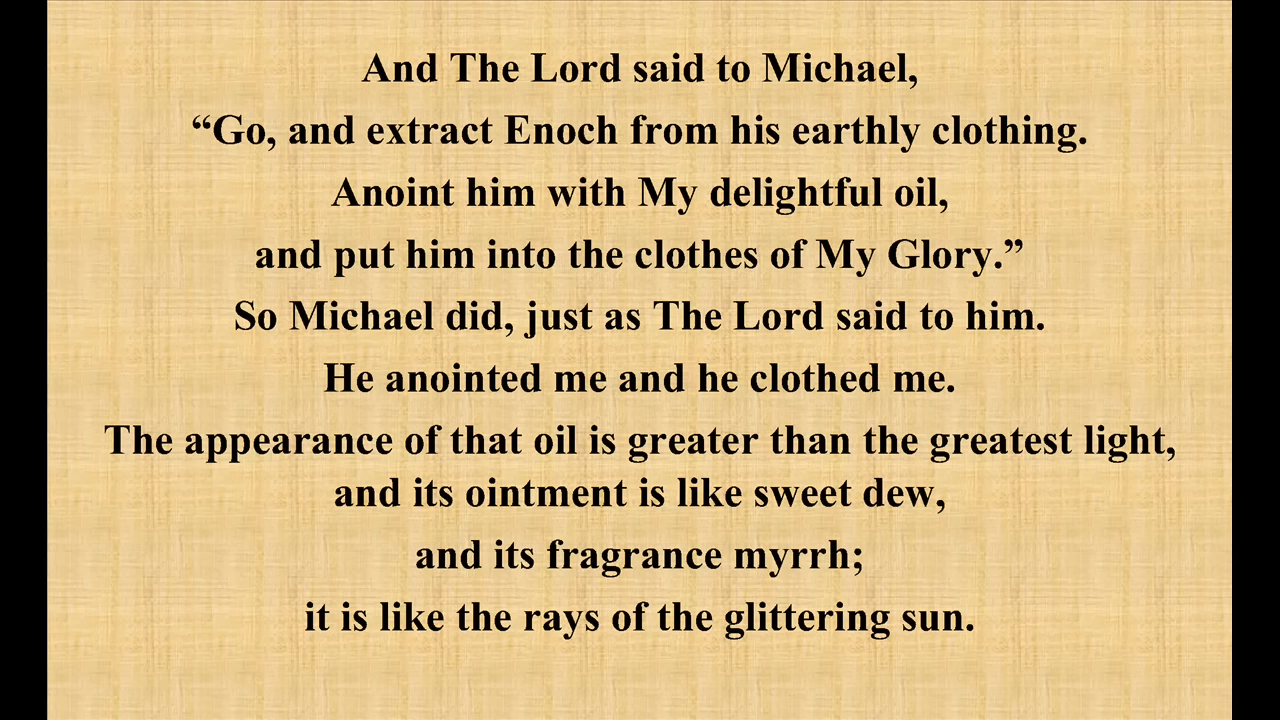 And The Lord said to Michael,
“Go, and extract Enoch from his earthly clothing.
Anoint him with My delightful oil,
and put him into the clothes of My Glory.”
So Michael did, just as The Lord said to him.
He anointed me and he clothed me.
The appearance of that oil is greater than the greatest light,
and its ointment is like sweet dew,
and its fragrance myrrh;
it is like the rays of the glittering sun.